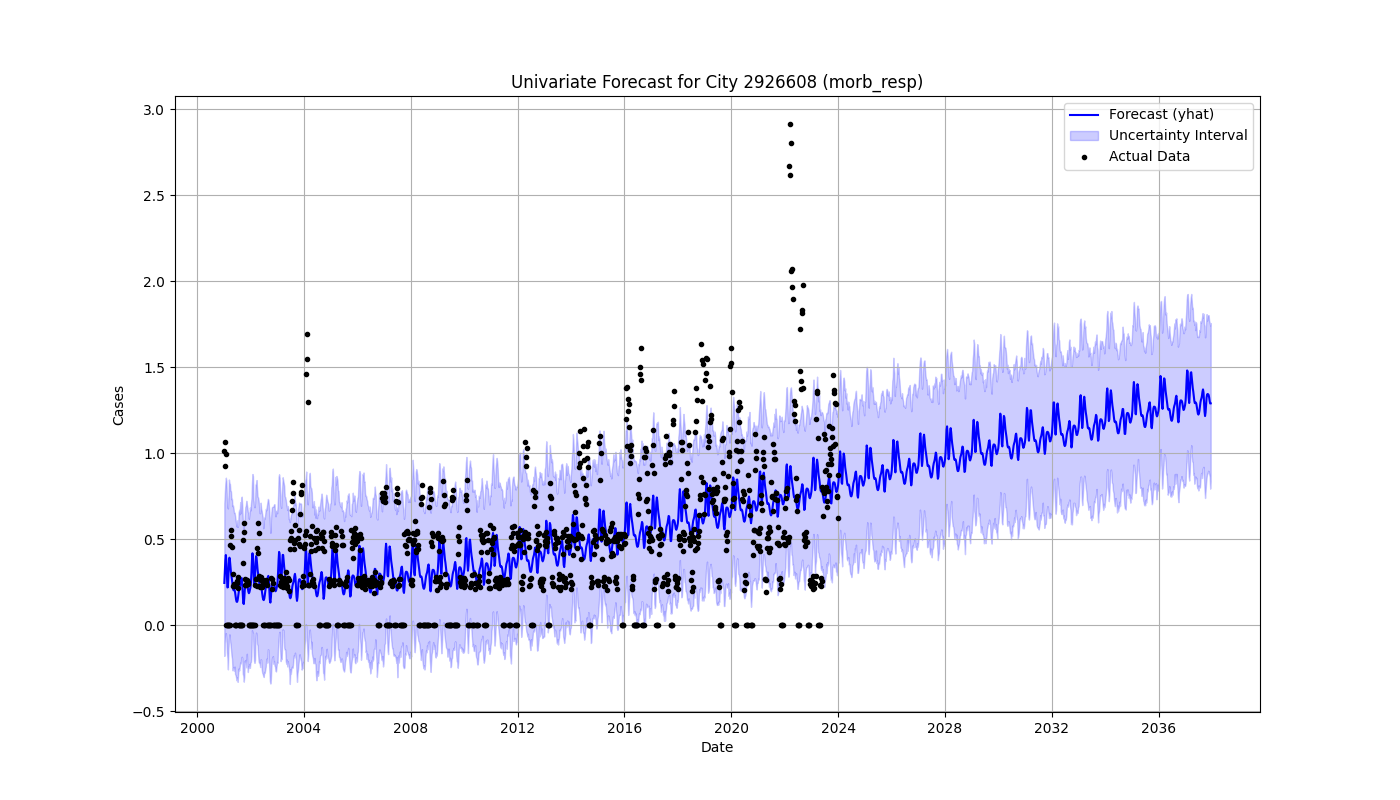 Univariate Forecast for City 2926608 (morb_resp)
3.0
2.5
2.0
1.5
1.0
0.5
0.0
−0.5
Cases
Forecast (yhat)
Uncertainty Interval
Actual Data
2000 2004 2008 2012 2016 2020 2024 2028 2032 2036
Date